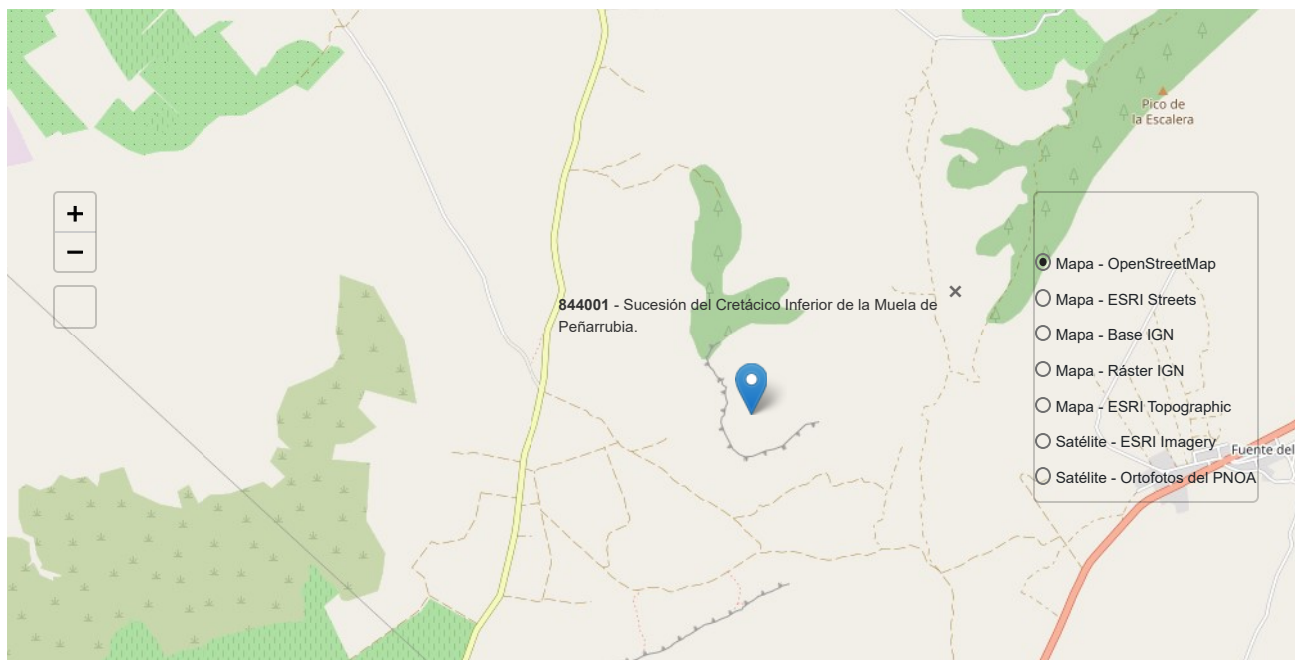 Pico de
la Escalera
+
−
844001 - Sucesión del Cretácico Inferior de la Muela de
Peñarrubia.
×
Mapa - OpenStreetMap
Mapa - ESRI Streets
Mapa - Base IGN
Mapa - Ráster IGN
Mapa - ESRI Topographic
Satélite - ESRI Imagery
Fuente del
Satélite - Ortofotos del PNOA